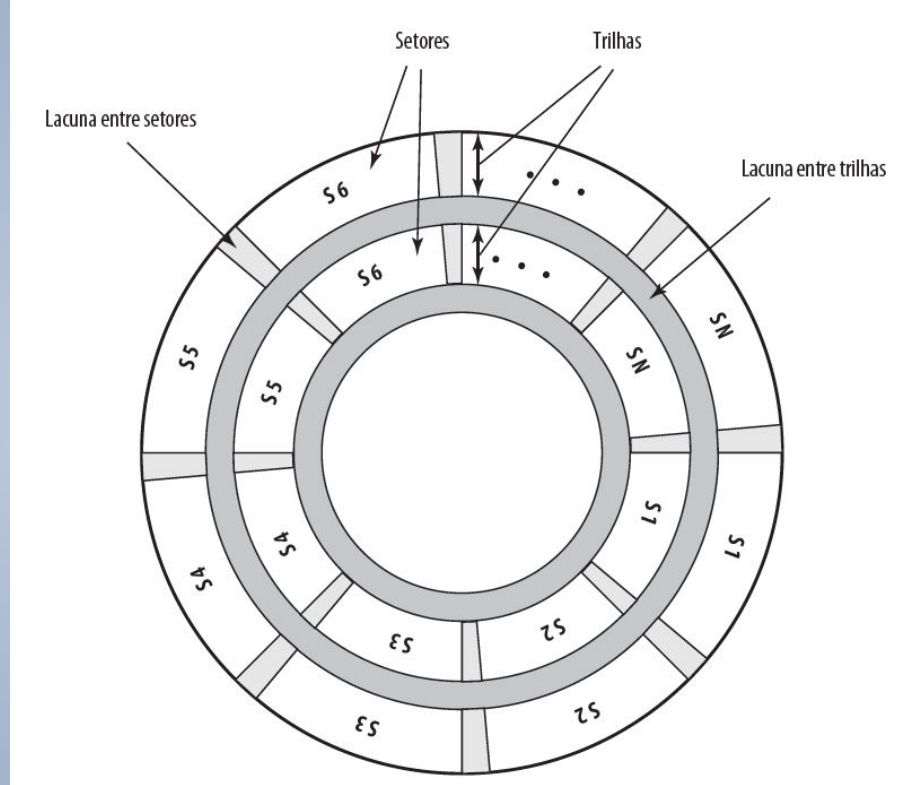 Setores
Trilhas
Lacuna entre setores
Lacuna entre trilhas
S6
• • •
SN
S6
• • •
SN
S5
S5
S1
S1
S4
S4
S3
S2
S3
S2